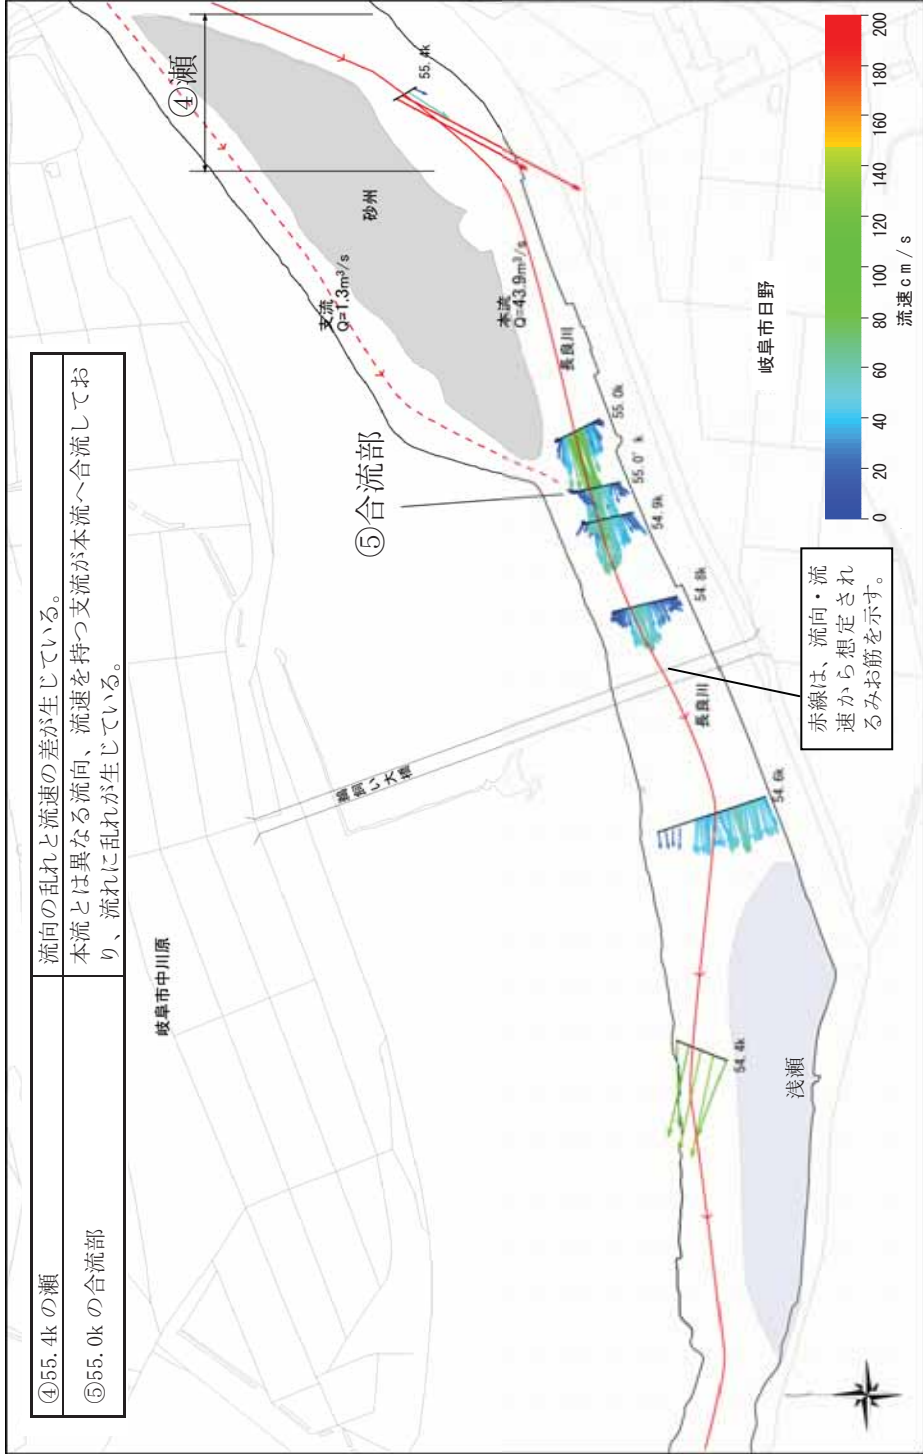 ④55.4k の瀬
流向の乱れと流速の差が生じている。
⑤55.0k の合流部
本流とは異なる流向、流速を持つ支流が本流へ合流してお
り、流れに乱れが生じている。
④瀬
55.4k
砂州
支流
Q=1.3m³/s
本流
Q=43.9m³/s
長良川
岐阜市日野
⑤合流部
55.0k
55.0' k
54.9k
54.8k
長良川
鵜飼い大橋
岐阜市中川原
54.6k
54.4k
浅瀬
赤線は、流向・流
速から想定され
るみお筋を示す。
0 20 40 60 80 100 120 140 160 180 200
流速cm/s